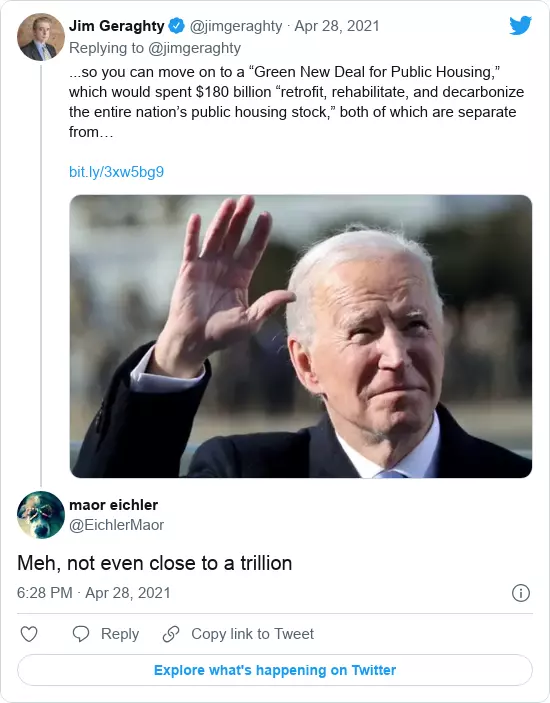 Jim Geraghty @jimgeraghty · Apr 28, 2021
Replying to @jimgeraghty
...so you can move on to a “Green New Deal for Public Housing,”
which would spent $180 billion “retrofit, rehabilitate, and decarbonize
the entire nation’s public housing stock,” both of which are separate
from…
bit.ly/3xw5bg9
maor eichler
@EichlerMaor
Meh, not even close to a trillion
6:28 PM · Apr 28, 2021
Reply Copy link to Tweet
Explore what's happening on Twitter